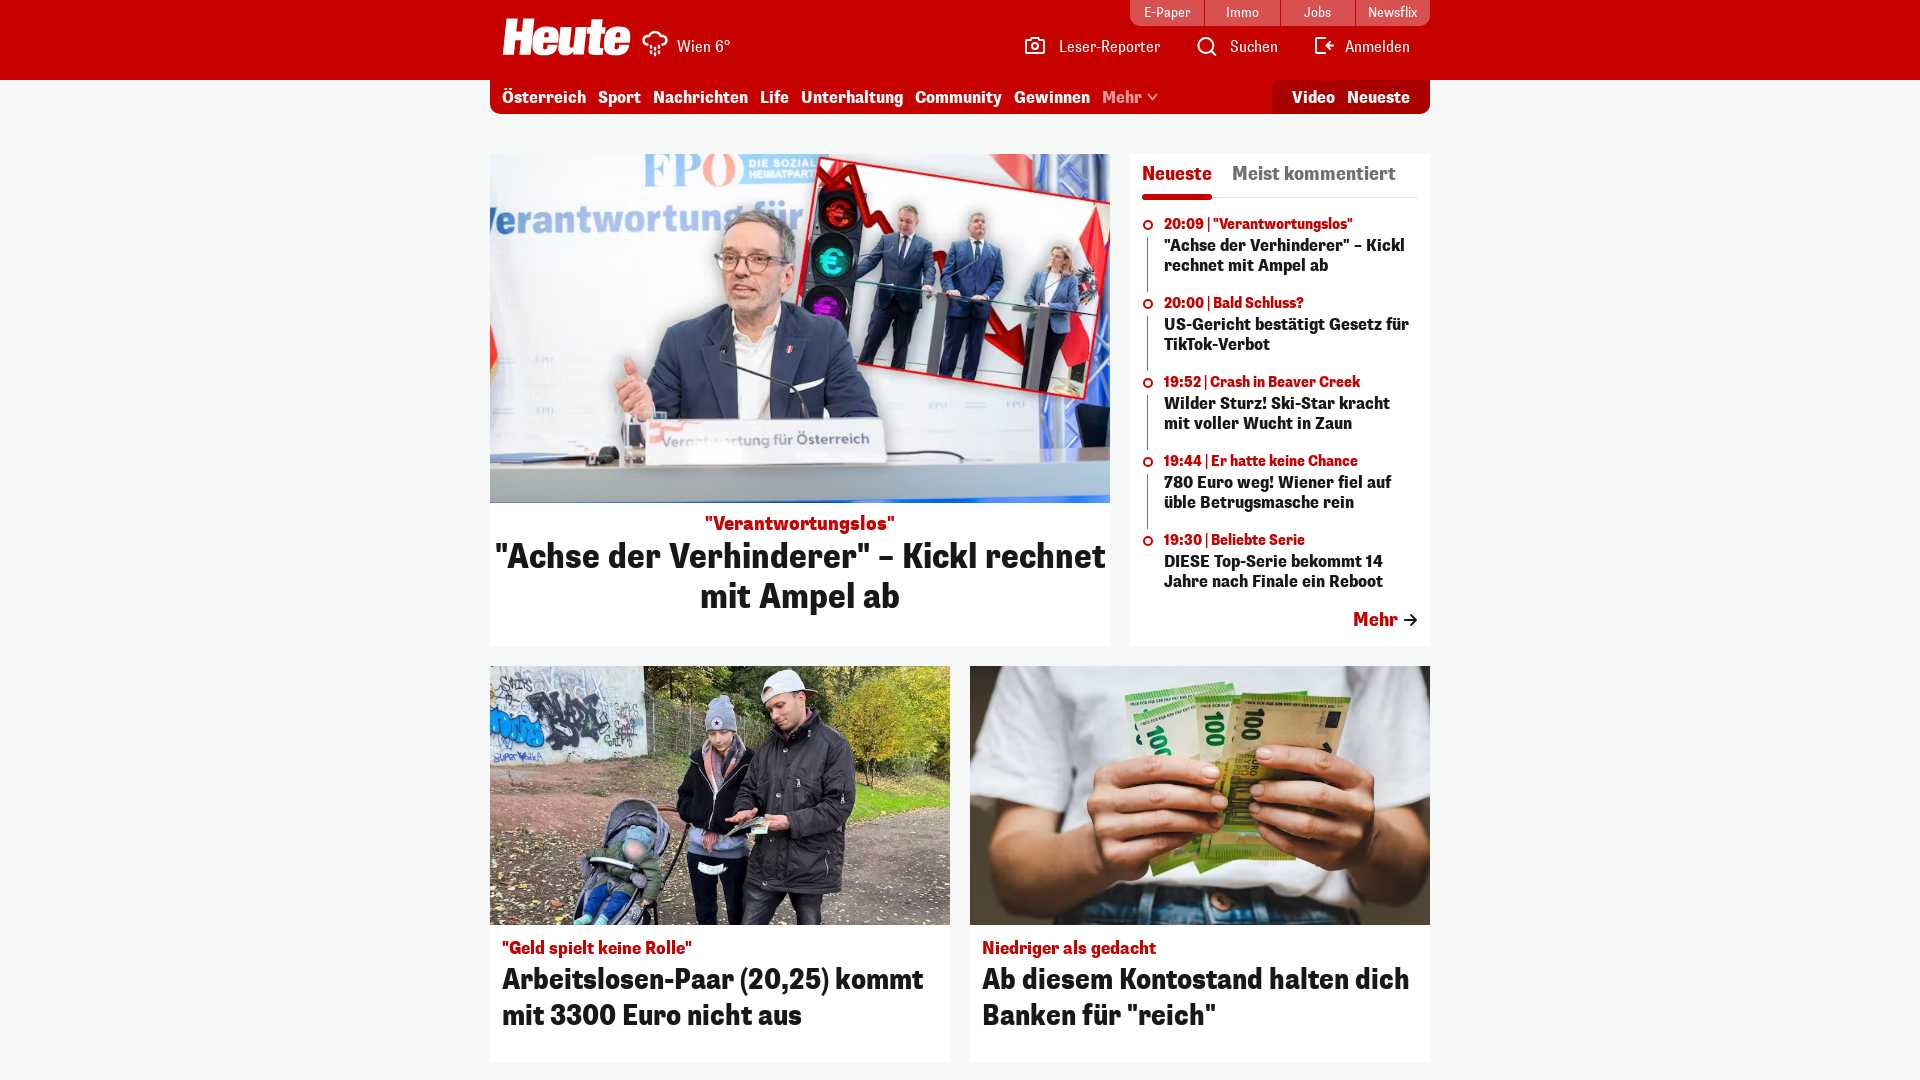 E-Paper
Immo
Jobs
Newsflix
Heute
Wien 6°
Leser-Reporter
Suchen
Anmelden
Österreich
Sport
Nachrichten
Life
Unterhaltung
Community
Gewinnen
Mehr
Video
Neueste
FPÖ
DIE SOZIALE
HEIMATPARTEI
Verantwortung für
FPÖ
FPÖ
Verantwortung für Österreich
"Verantwortungslos"
"Achse der Verhinderer" – Kickl rechnet
mit Ampel ab
Neueste
Meist kommentiert
20:09 | "Verantwortungslos"
"Achse der Verhinderer" – Kickl
rechnet mit Ampel ab
20:00 | Bald Schluss?
US-Gericht bestätigt Gesetz für
TikTok-Verbot
19:52 | Crash in Beaver Creek
Wilder Sturz! Ski-Star kracht
mit voller Wucht in Zaun
19:44 | Er hatte keine Chance
780 Euro weg! Wiener fiel auf
üble Betrugsmasche rein
19:30 | Beliebte Serie
DIESE Top-Serie bekommt 14
Jahre nach Finale ein Reboot
Mehr
"Geld spielt keine Rolle"
Arbeitslosen-Paar (20,25) kommt
mit 3300 Euro nicht aus
100
100
100
Niedriger als gedacht
Ab diesem Kontostand halten dich
Banken für "reich"